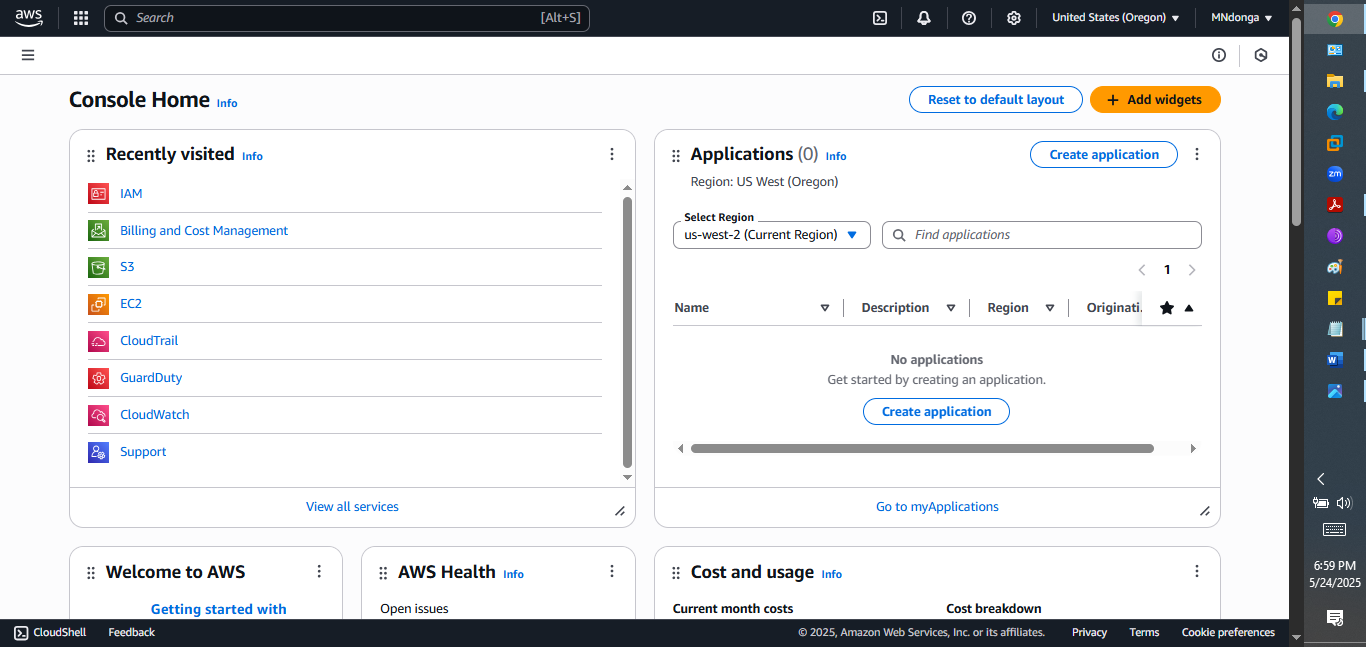 aws
Search [Alt+S]
United States (Oregon)
MNdonga
Console Home Info
Reset to default layout
+ Add widgets
Recently visited Info
IAM
Billing and Cost Management
S3
EC2
CloudTrail
GuardDuty
CloudWatch
Support
View all services
Applications (0) Info
Create application
Region: US West (Oregon)
Select Region
us-west-2 (Current Region)
Find applications
1
Name Description Region Originati
No applications
Get started by creating an application.
Create application
Go to myApplications
Welcome to AWS
Getting started with
AWS Health Info
Open issues
Cost and usage Info
Current month costs Cost breakdown
CloudShell Feedback © 2025, Amazon Web Services, Inc. or its affiliates. Privacy Terms Cookie preferences
zm
W
6:59 PM
5/24/2025